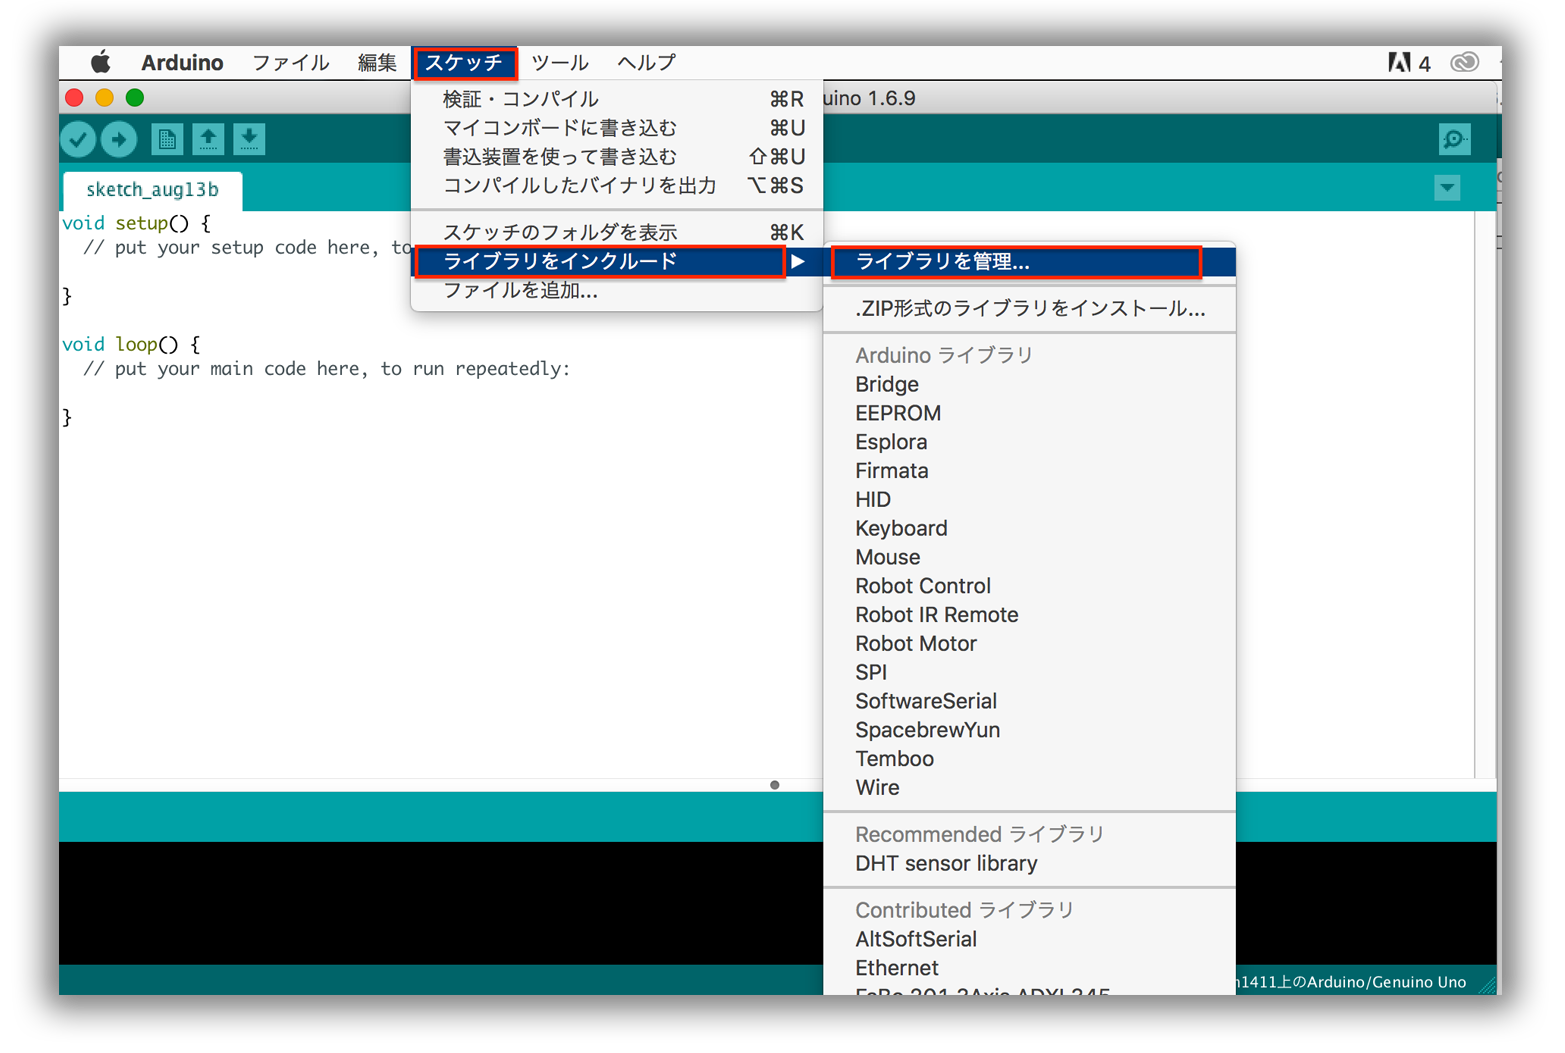 Arduino ファイル 編集 スケッチ ツール ヘルプ 4
uino 1.6.9
検証・コンパイル ⌘R
マイコンボードに書き込む ⌘U
書込装置を使って書き込む ⇧⌘U
コンパイルしたバイナリを出力 ⌥⌘S
スケッチのフォルダを表示 ⌘K
ライブラリをインクルード ▶
ファイルを追加...
ライブラリを管理...
.ZIP形式のライブラリをインストール...
Arduino ライブラリ
Bridge
EEPROM
Esplora
Firmata
HID
Keyboard
Mouse
Robot Control
Robot IR Remote
Robot Motor
SPI
SoftwareSerial
SpacebrewYun
Temboo
Wire
Recommended ライブラリ
DHT sensor library
Contributed ライブラリ
AltSoftSerial
Ethernet
sketch_aug13b
void setup() {
// put your setup code here, to
}
void loop() {
// put your main code here, to run repeatedly:
}
1411上のArduino/Genuino Uno